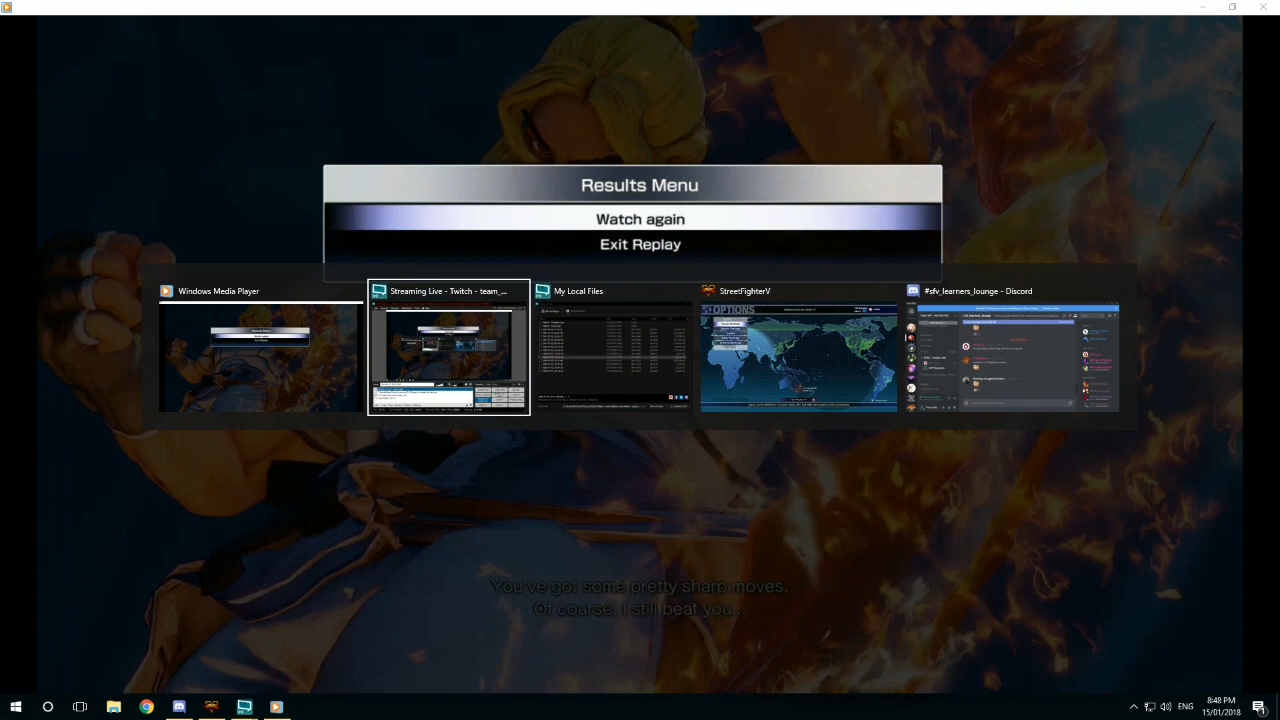 Results Menu
Watch again
Exit Replay
Windows Media Player
Streaming Live - Twitch - team_...
My Local Files
StreetFighterV
#sfv_learners_lounge - Discord
OPTIONS
You've got some pretty sharp moves.
Of course, I still beat you...
ENG
8:48 PM
15/01/2018
1